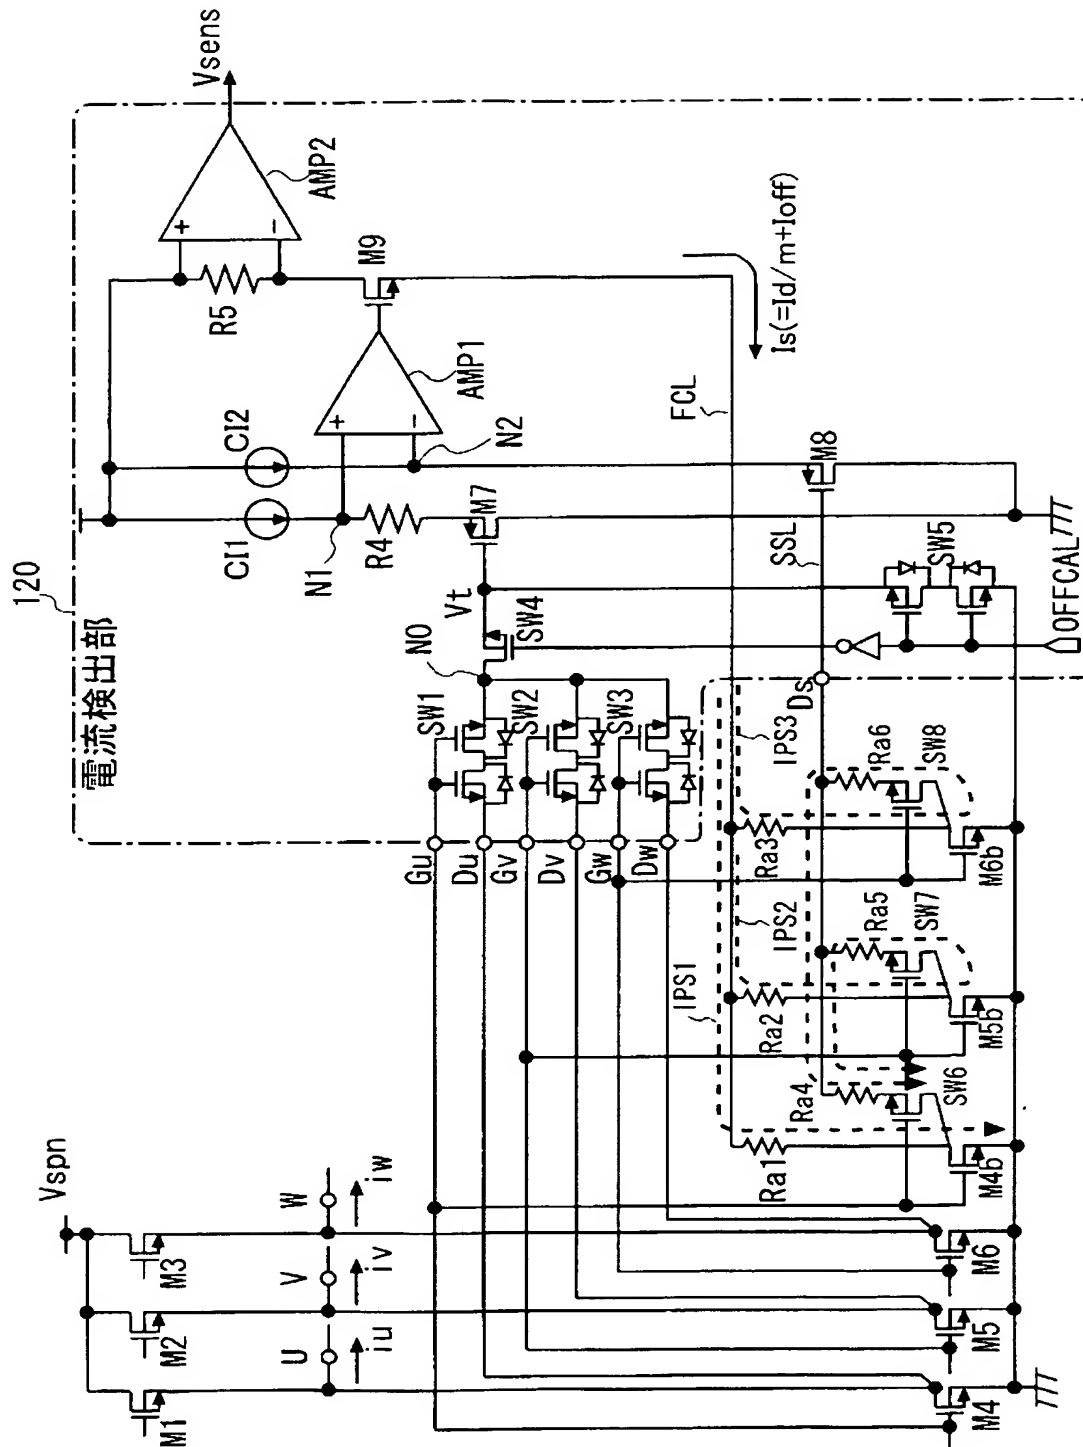 120
電流検出部
Vsens
AMP2
R5
M9
AMP1
CI2
CI1
N1
N2
R4
M7
Vt
N0
SW4
SW1
SW2
SW3
FCL
Is(=Id/m+Ioff)
M8
SSL
SW5
OFFCAL
Ds
Gu
Du
Gv
Dv
Gw
Dw
IPS3
IPS2
IPS1
Ra6
SW8
Ra3
M6b
Ra5
SW7
Ra2
M5b
Ra4
SW6
Ra1
M4b
Vspn
M3
M2
M1
W
iw
V
iv
U
iu
M6
M5
M4
+
−
+
−